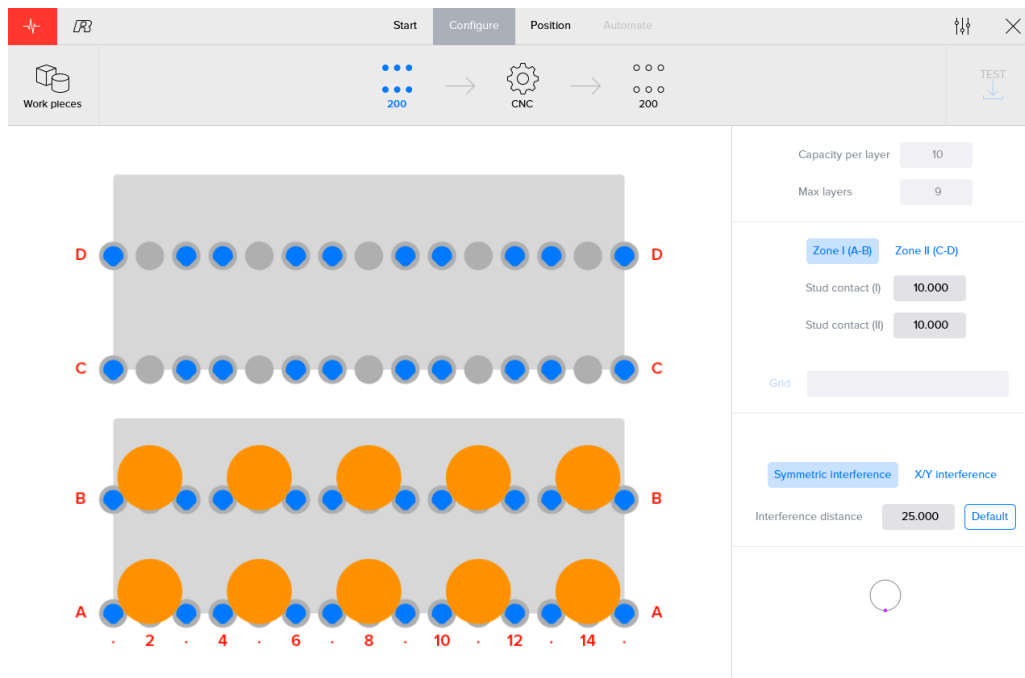 Start Configure Position Automate
Work pieces
200
CNC
200
TEST
Capacity per layer 10
Max layers 9
Zone I (A-B) Zone II (C-D)
Stud contact (I) 10.000
Stud contact (II) 10.000
Grid
Symmetric interference X/Y interference
Interference distance 25.000 Default
D D
C C
B B
A A
· 2 · 4 · 6 · 8 · 10 · 12 · 14 ·